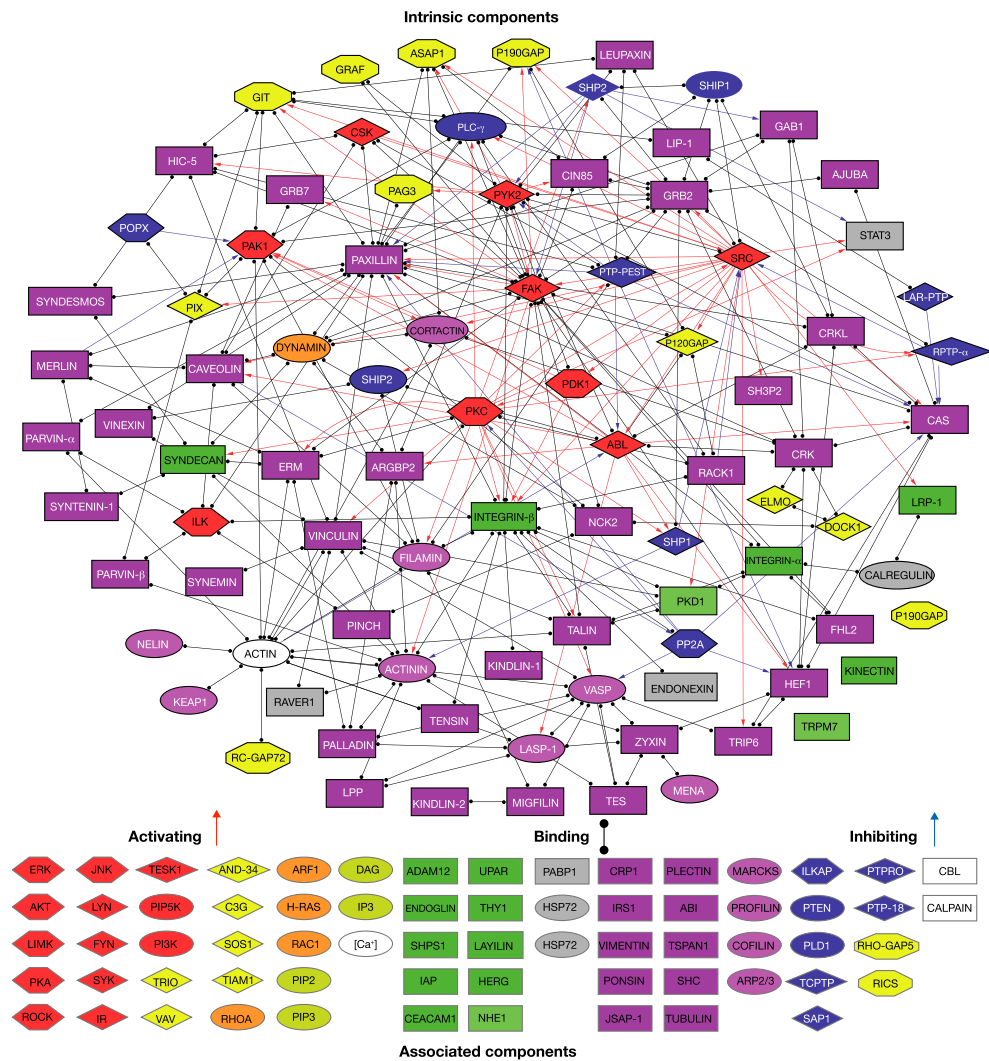 Intrinsic components
ASAP1
P190GAP
LEUPAXIN
GRAF
GIT
SHP2
SHIP1
PLC-γ
CSK
GAB1
LIP-1
HIC-5
GRB7
PAG3
PYK2
CIN85
GRB2
AJUBA
POPX
PAK1
PAXILLIN
PTP-PEST
SRC
STAT3
SYNDESMOS
PIX
FAK
LAR-PTP
CORTACTIN
CRKL
DYNAMIN
P120GAP
RPTP-α
MERLIN
CAVEOLIN
SHIP2
PDK1
SH3P2
VINEXIN
PKC
CAS
PARVIN-α
SYNDECAN
ERM
ARGBP2
ABL
RACK1
CRK
SYNTENIN-1
ILK
INTEGRIN-β
NCK2
ELMO
LRP-1
DOCK1
VINCULIN
SHP1
FILAMIN
INTEGRIN-α
PARVIN-β
SYNEMIN
CALREGULIN
PKD1
P190GAP
PINCH
TALIN
FHL2
NELIN
ACTIN
PP2A
ACTININ
KINDLIN-1
KINECTIN
ENDONEXIN
HEF1
KEAP1
RAVER1
VASP
TENSIN
TRPM7
PALLADIN
LASP-1
ZYXIN
TRIP6
RC-GAP72
LPP
KINDLIN-2
MIGFILIN
TES
MENA
Activating
Binding
Inhibiting
ERK JNK TESK1 AND-34 ARF1 DAG ADAM12 UPAR PABP1 CRP1 PLECTIN MARCKS ILKAP PTPRO CBL
AKT LYN PIP5K C3G H-RAS IP3 ENDOGLIN THY1 HSP72 IRS1 ABI PROFILIN PTEN PTP-18 CALPAIN
LIMK FYN PI3K SOS1 RAC1 [Ca⁺] SHPS1 LAYILIN HSP72 VIMENTIN TSPAN1 COFILIN PLD1 RHO-GAP5
PKA SYK TRIO TIAM1 PIP2 IAP HERG PONSIN SHC ARP2/3 TCPTP RICS
ROCK IR VAV RHOA PIP3 CEACAM1 NHE1 JSAP-1 TUBULIN SAP1
Associated components